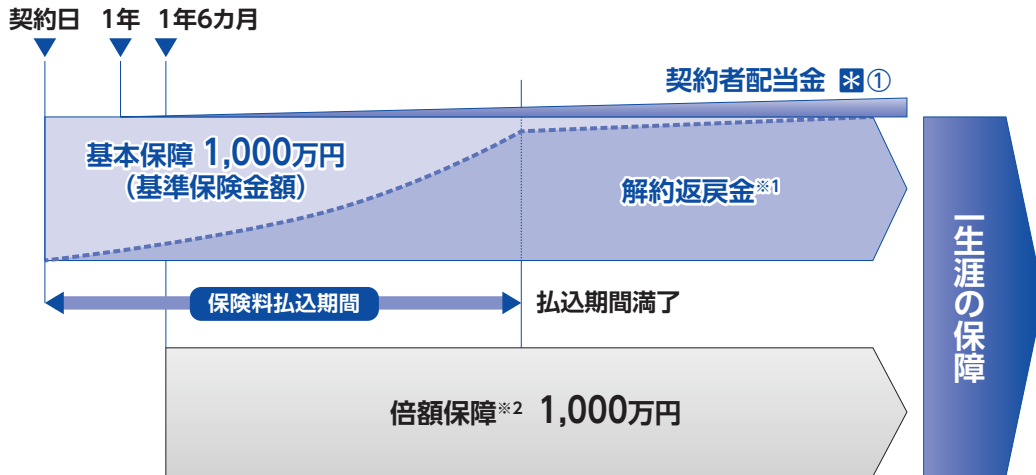 契約日 1年 1年6カ月
契約者配当金 ＊①
基本保障 1,000万円
(基準保険金額)
解約返戻金※1
保険料払込期間
払込期間満了
倍額保障※2 1,000万円
一生涯の保障